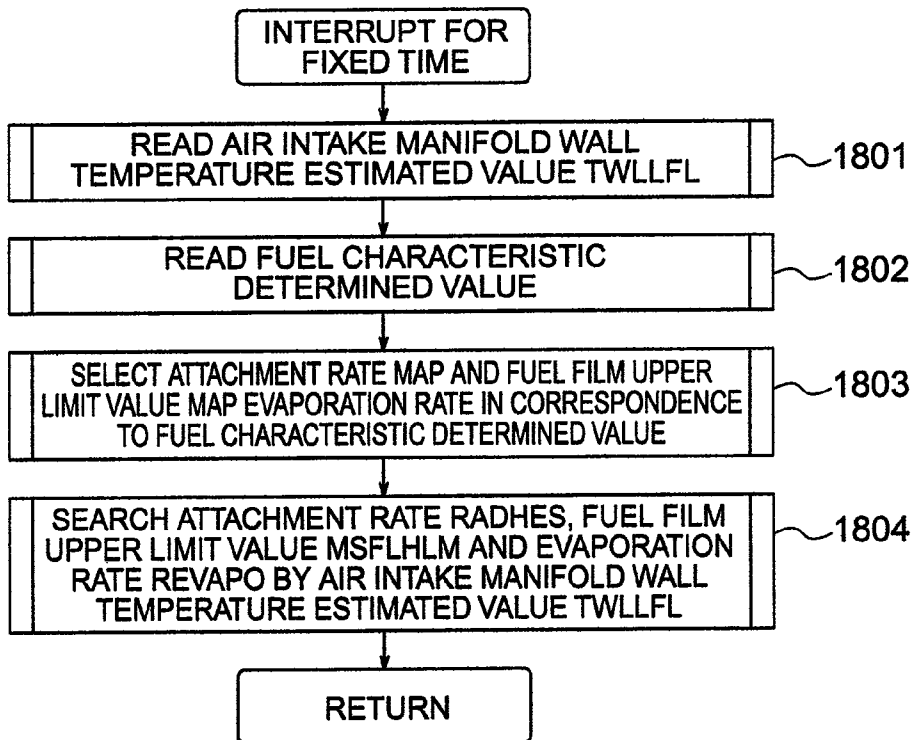 INTERRUPT FOR
FIXED TIME
READ AIR INTAKE MANIFOLD WALL
TEMPERATURE ESTIMATED VALUE TWLLFL
1801
READ FUEL CHARACTERISTIC
DETERMINED VALUE
1802
SELECT ATTACHMENT RATE MAP AND FUEL FILM UPPER
LIMIT VALUE MAP EVAPORATION RATE IN CORRESPONDENCE
TO FUEL CHARACTERISTIC DETERMINED VALUE
1803
SEARCH ATTACHMENT RATE RADHES, FUEL FILM
UPPER LIMIT VALUE MSFLHLM AND EVAPORATION
RATE REVAPO BY AIR INTAKE MANIFOLD WALL
TEMPERATURE ESTIMATED VALUE TWLLFL
1804
RETURN